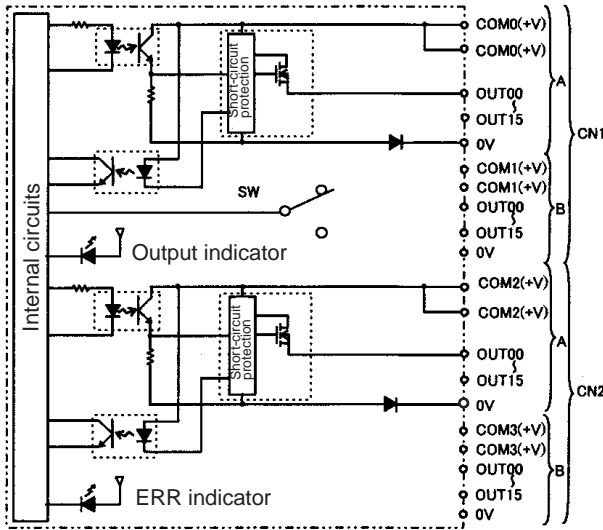 Internal circuits
Short-circuit
protection
COM0(+V)
COM0(+V)
OUT00
OUT15
0V
A
COM1(+V)
COM1(+V)
OUT00
OUT15
0V
B
CN1
SW
Output indicator
Short-circuit
protection
COM2(+V)
COM2(+V)
OUT00
OUT15
0V
A
COM3(+V)
COM3(+V)
OUT00
OUT15
0V
B
CN2
ERR indicator